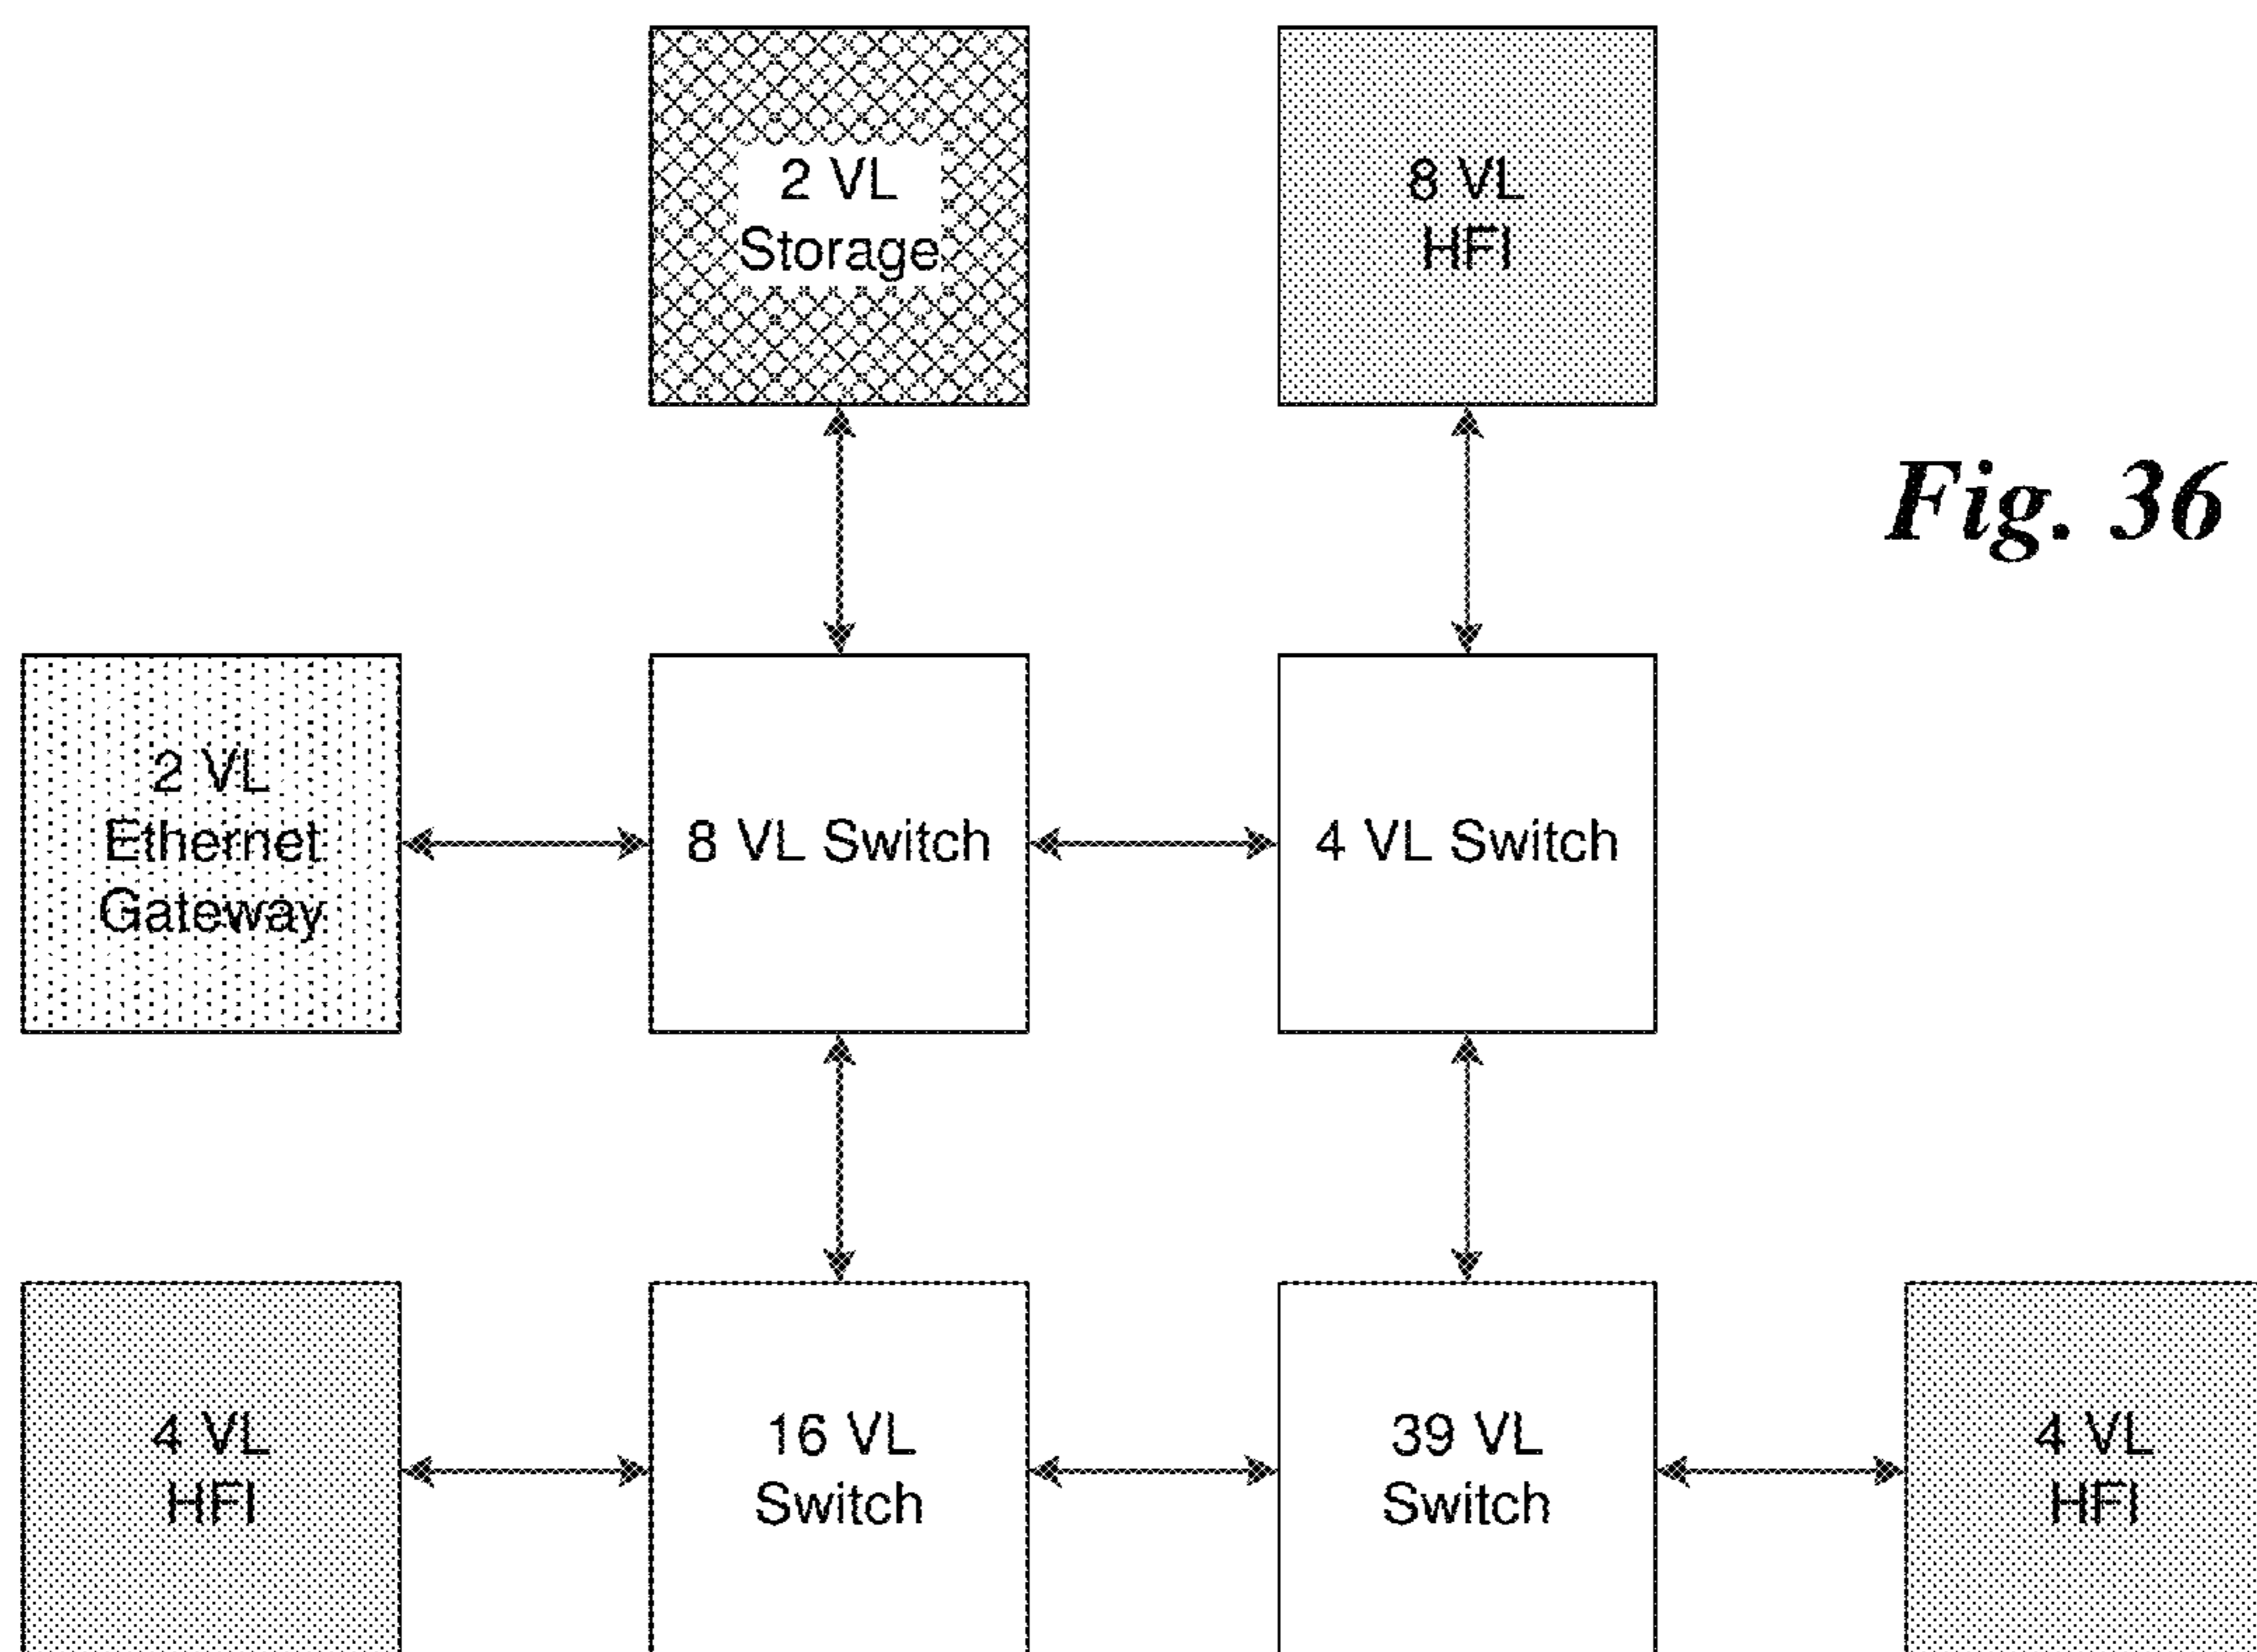 2 VL
Storage
8 VL
HFI
Fig. 36
2 VL
Ethernet
Gateway
8 VL Switch
4 VL Switch
4 VL
HFI
16 VL
Switch
39 VL
Switch
4 VL
HFI